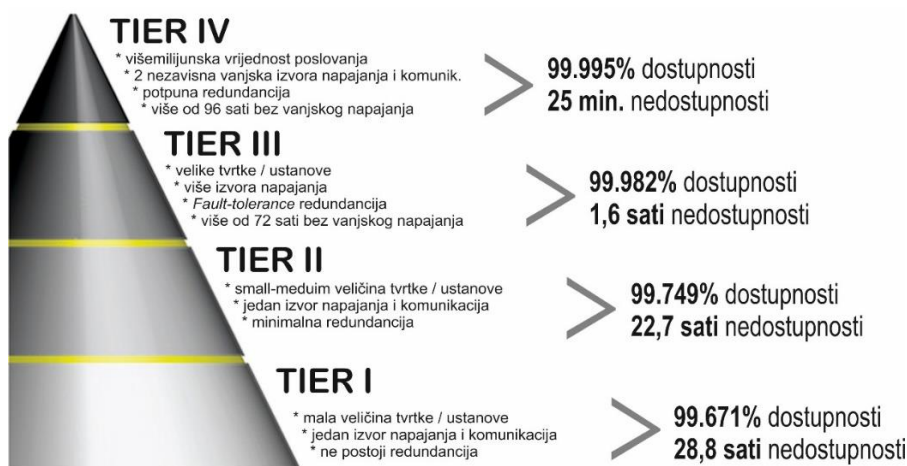 TIER IV
* višemilijunska vrijednost poslovanja
* 2 nezavisna vanjska izvora napajanja i komunik.
* potpuna redundancija
* više od 96 sati bez vanjskog napajanja
99.995% dostupnosti
25 min. nedostupnosti
TIER III
* velike tvrtke / ustanove
* više izvora napajanja
* Fault-tolerance redundancija
* više od 72 sati bez vanjskog napajanja
99.982% dostupnosti
1,6 sati nedostupnosti
TIER II
* small-meduim veličina tvrtke / ustanove
* jedan izvor napajanja i komunikacija
* minimalna redundancija
99.749% dostupnosti
22,7 sati nedostupnosti
TIER I
* mala veličina tvrtke / ustanove
* jedan izvor napajanja i komunikacija
* ne postoji redundancija
99.671% dostupnosti
28,8 sati nedostupnosti